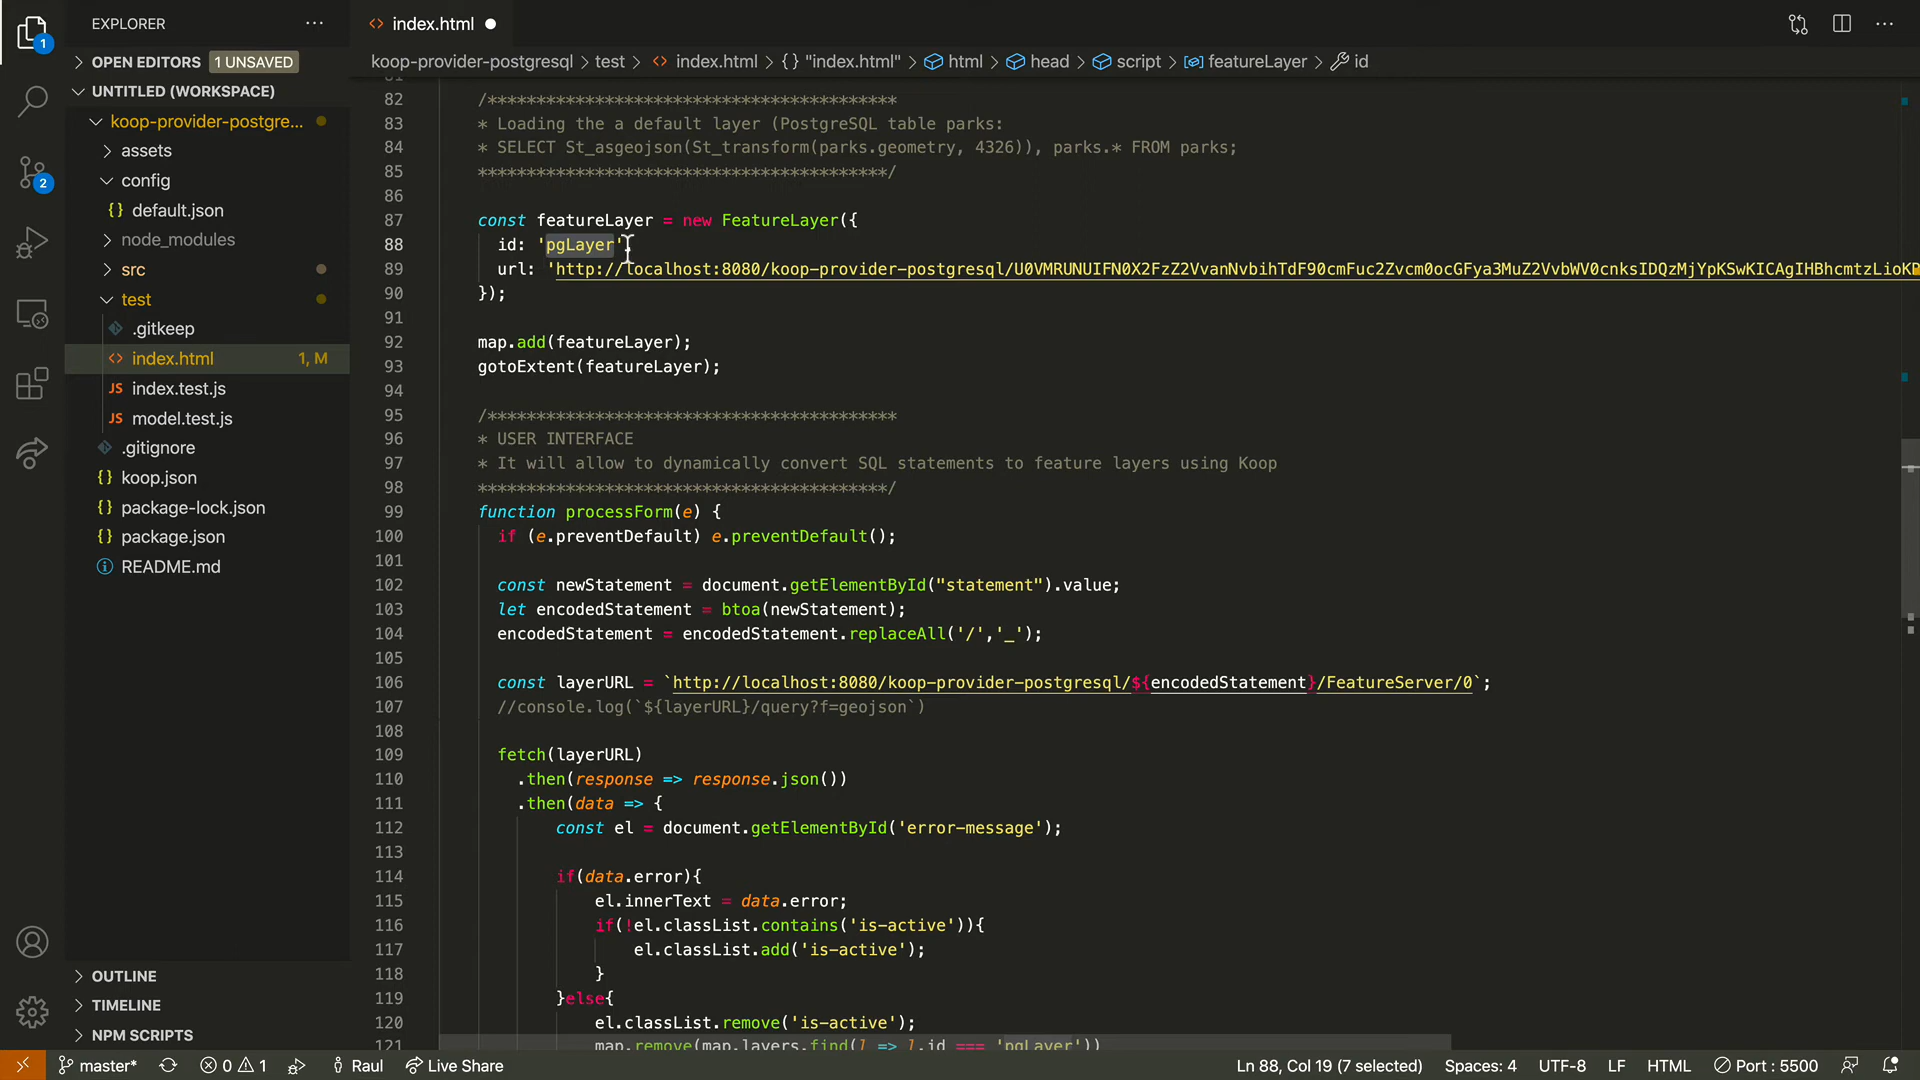 EXPLORER
OPEN EDITORS 1 UNSAVED
UNTITLED (WORKSPACE)
koop-provider-postgre...
assets
config
default.json
node_modules
src
test
.gitkeep
index.html 1, M
index.test.js
model.test.js
.gitignore
koop.json
package-lock.json
package.json
README.md
OUTLINE
TIMELINE
NPM SCRIPTS
1
2
index.html
koop-provider-postgresql > test > index.html > {} "index.html" > html > head > script > featureLayer > id
82 /******************************************
83 * Loading the a default layer (PostgreSQL table parks:
84 * SELECT St_asgeojson(St_transform(parks.geometry, 4326)), parks.* FROM parks;
85 ******************************************/
86
87 const featureLayer = new FeatureLayer({
88 id: 'pgLayer',
89 url: 'http://localhost:8080/koop-provider-postgresql/U0VMRUNUIFN0X2FzZ2VvanNvbihTdF90cmFuc2Zvcm0ocGFya3MuZ2VvbWV0cnksIDQzMjYpKSwKICAgIHBhcmtzLioKR
90 });
91
92 map.add(featureLayer);
93 gotoExtent(featureLayer);
94
95 /******************************************
96 * USER INTERFACE
97 * It will allow to dynamically convert SQL statements to feature layers using Koop
98 ******************************************/
99 function processForm(e) {
100 if (e.preventDefault) e.preventDefault();
101
102 const newStatement = document.getElementById("statement").value;
103 let encodedStatement = btoa(newStatement);
104 encodedStatement = encodedStatement.replaceAll('/','_');
105
106 const layerURL = `http://localhost:8080/koop-provider-postgresql/${encodedStatement}/FeatureServer/0`;
107 //console.log(`${layerURL}/query?f=geojson`)
108
109 fetch(layerURL)
110 .then(response => response.json())
111 .then(data => {
112 const el = document.getElementById('error-message');
113
114 if(data.error){
115 el.innerText = data.error;
116 if(!el.classList.contains('is-active')){
117 el.classList.add('is-active');
118 }
119 }else{
120 el.classList.remove('is-active');
121 map.remove(map.layers.find(l => l.id === 'pgLayer'))
master* 0 1 Raul Live Share Ln 88, Col 19 (7 selected) Spaces: 4 UTF-8 LF HTML Port : 5500